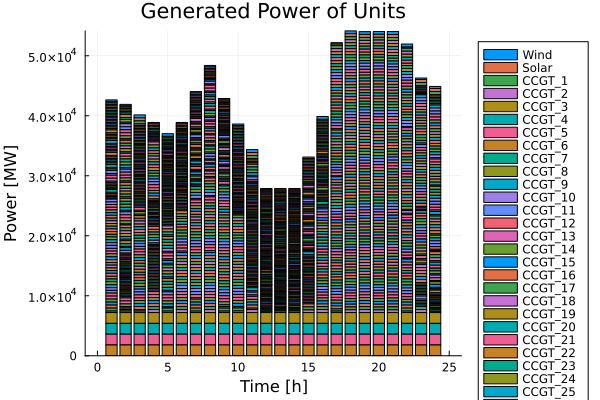 Generated Power of Units
Power [MW]
5.0×10⁴
4.0×10⁴
3.0×10⁴
2.0×10⁴
1.0×10⁴
0
0 5 10 15 20 25
Time [h]
Wind
Solar
CCGT_1
CCGT_2
CCGT_3
CCGT_4
CCGT_5
CCGT_6
CCGT_7
CCGT_8
CCGT_9
CCGT_10
CCGT_11
CCGT_12
CCGT_13
CCGT_14
CCGT_15
CCGT_16
CCGT_17
CCGT_18
CCGT_19
CCGT_20
CCGT_21
CCGT_22
CCGT_23
CCGT_24
CCGT_25